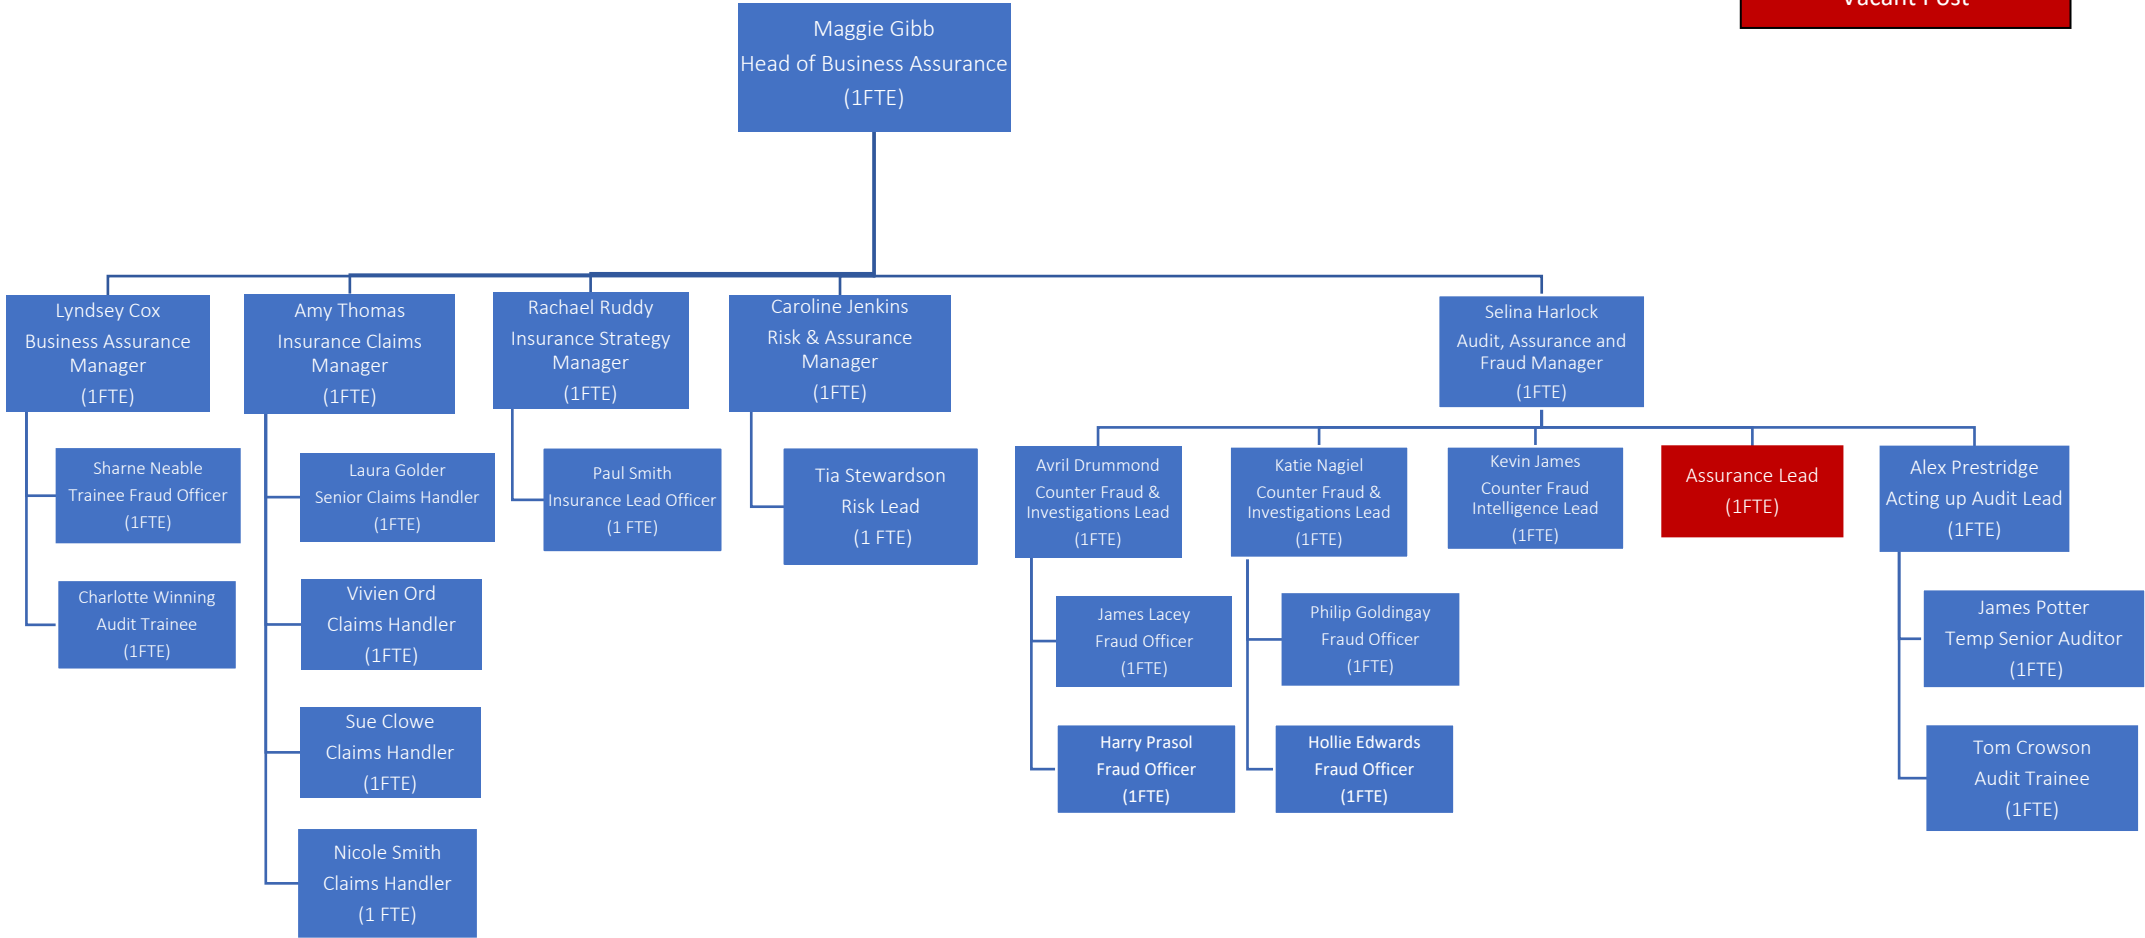 Vacant Post
Maggie Gibb
Head of Business Assurance
(1FTE)
Lyndsey Cox
Business Assurance
Manager
(1FTE)
Amy Thomas
Insurance Claims
Manager
(1FTE)
Rachael Ruddy
Insurance Strategy
Manager
(1FTE)
Caroline Jenkins
Risk & Assurance
Manager
(1FTE)
Selina Harlock
Audit, Assurance and
Fraud Manager
(1FTE)
Sharne Neable
Trainee Fraud Officer
(1FTE)
Charlotte Winning
Audit Trainee
(1FTE)
Laura Golder
Senior Claims Handler
(1FTE)
Vivien Ord
Claims Handler
(1FTE)
Sue Clowe
Claims Handler
(1FTE)
Nicole Smith
Claims Handler
(1 FTE)
Paul Smith
Insurance Lead Officer
(1 FTE)
Tia Stewardson
Risk Lead
(1 FTE)
Avril Drummond
Counter Fraud &
Investigations Lead
(1FTE)
James Lacey
Fraud Officer
(1FTE)
Harry Prasol
Fraud Officer
(1FTE)
Katie Nagiel
Counter Fraud &
Investigations Lead
(1FTE)
Philip Goldingay
Fraud Officer
(1FTE)
Hollie Edwards
Fraud Officer
(1FTE)
Kevin James
Counter Fraud
Intelligence Lead
(1FTE)
Assurance Lead
(1FTE)
Alex Prestridge
Acting up Audit Lead
(1FTE)
James Potter
Temp Senior Auditor
(1FTE)
Tom Crowson
Audit Trainee
(1FTE)